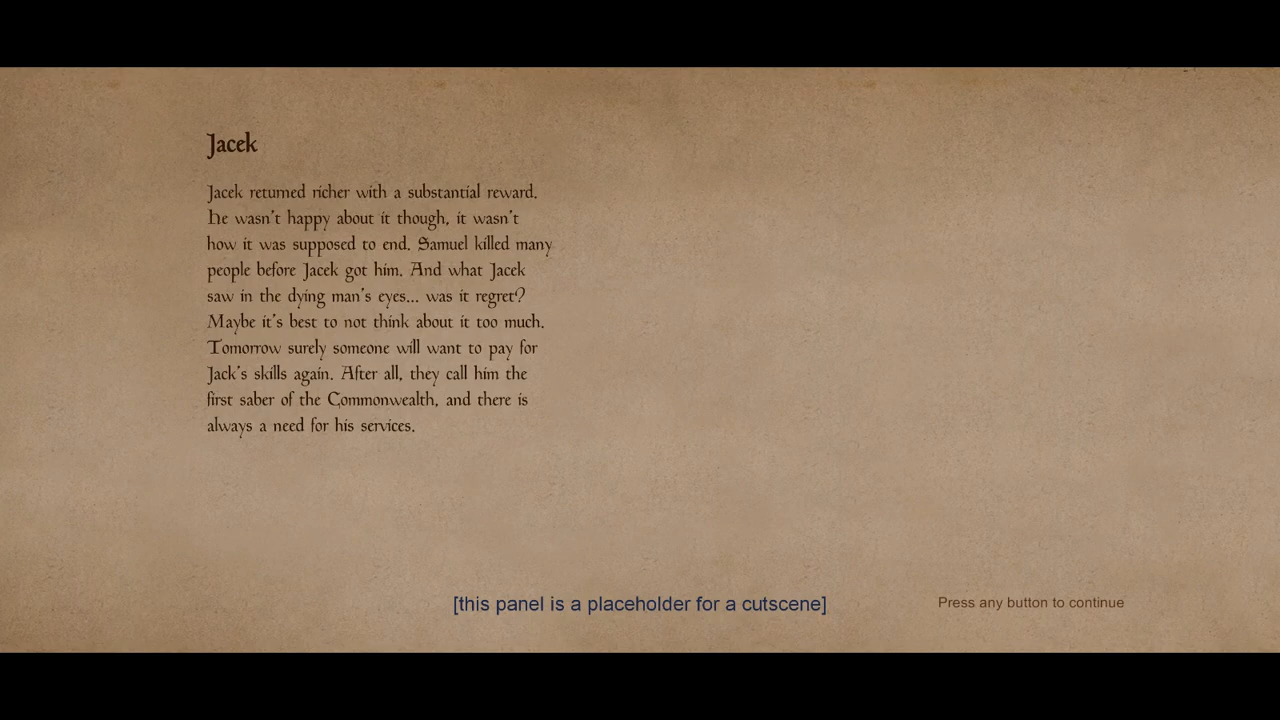 Jacek
Jacek returned richer with a substantial reward.
He wasn't happy about it though, it wasn't
how it was supposed to end. Samuel killed many
people before Jacek got him. And what Jacek
saw in the dying man's eyes... was it regret?
Maybe it's best to not think about it too much.
Tomorrow surely someone will want to pay for
Jack's skills again. After all, they call him the
first saber of the Commonwealth, and there is
always a need for his services.
[this panel is a placeholder for a cutscene]
Press any button to continue